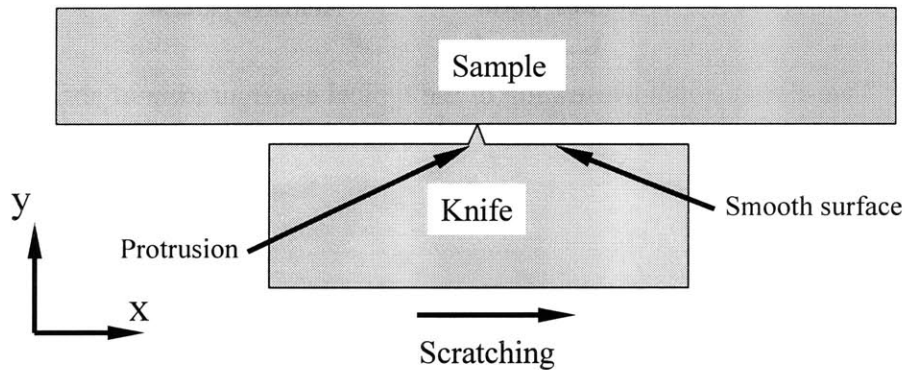 Sample
Knife
Smooth surface
Protrusion
y
x
Scratching